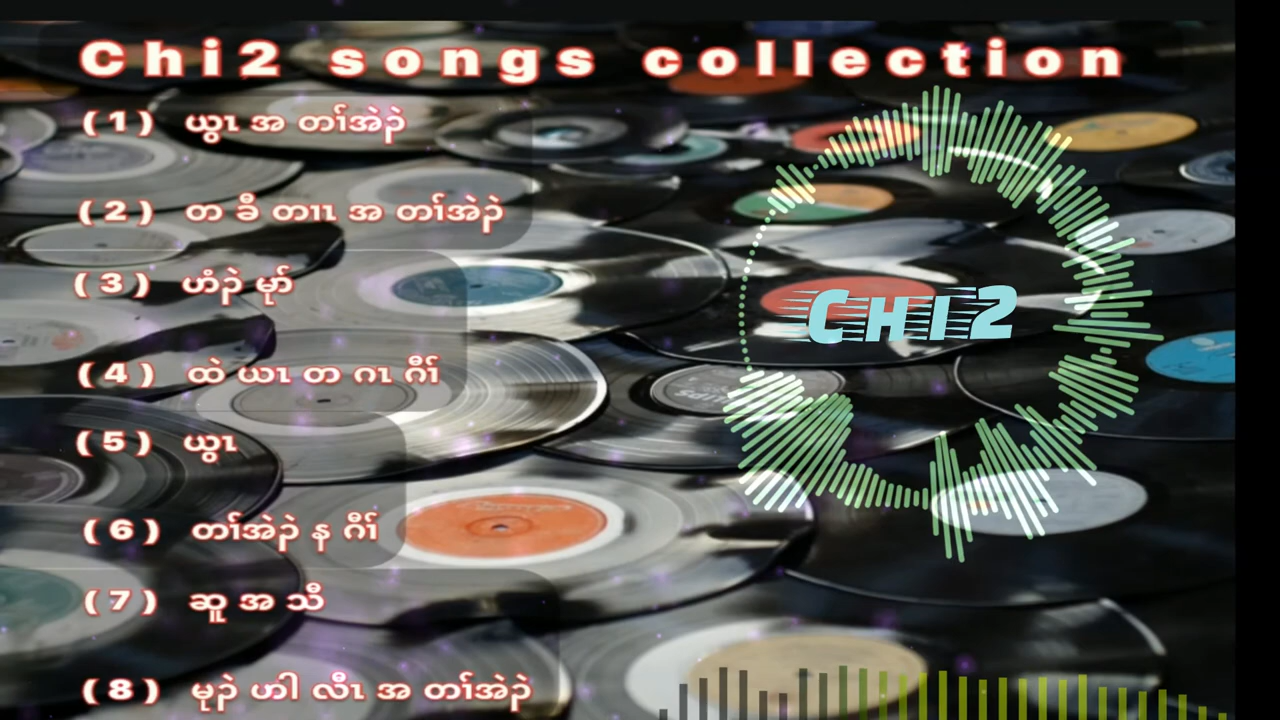 Chi2 songs collection
(1) ယွၤ အ တၢ်အဲၣ်
(2) တ ခီ တၢၤ အ တၢ်အဲၣ်
(3) ဟံၣ် မုာ်
(4) ထဲ ယၤ တ ဂၤ ဂီၢ်
CHI2
(5) ယွၤ
(6) တၢ်အဲၣ် န ဂီၢ်
(7) ဆူ အ သီ
(8) မုၣ် ဟါ လီၤ အ တၢ်အဲၣ်